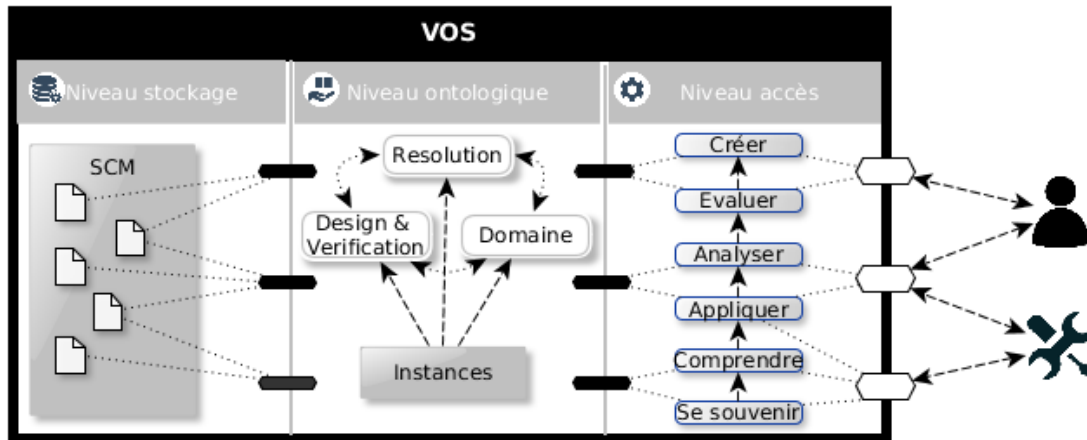 VOS
Niveau stockage
Niveau ontologique
Niveau accès
SCM
Resolution
Design &
Verification
Domaine
Instances
Créer
Evaluer
Analyser
Appliquer
Comprendre
Se souvenir